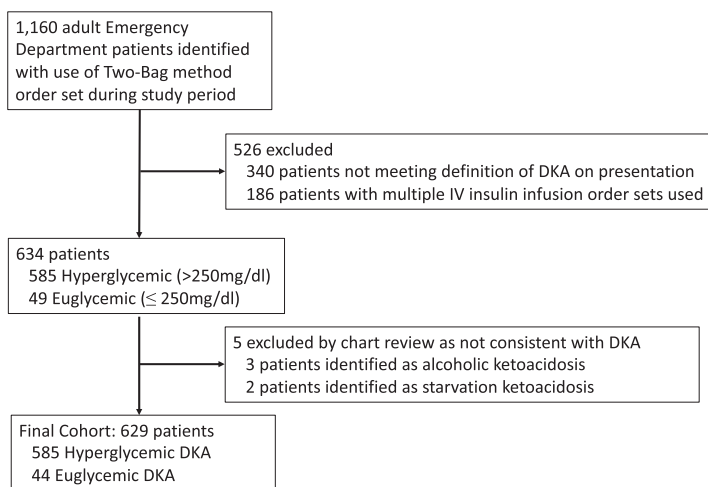 1,160 adult Emergency
Department patients identified
with use of Two-Bag method
order set during study period
526 excluded
340 patients not meeting definition of DKA on presentation
186 patients with multiple IV insulin infusion order sets used
634 patients
585 Hyperglycemic (>250mg/dl)
49 Euglycemic (≤ 250mg/dl)
5 excluded by chart review as not consistent with DKA
3 patients identified as alcoholic ketoacidosis
2 patients identified as starvation ketoacidosis
Final Cohort: 629 patients
585 Hyperglycemic DKA
44 Euglycemic DKA